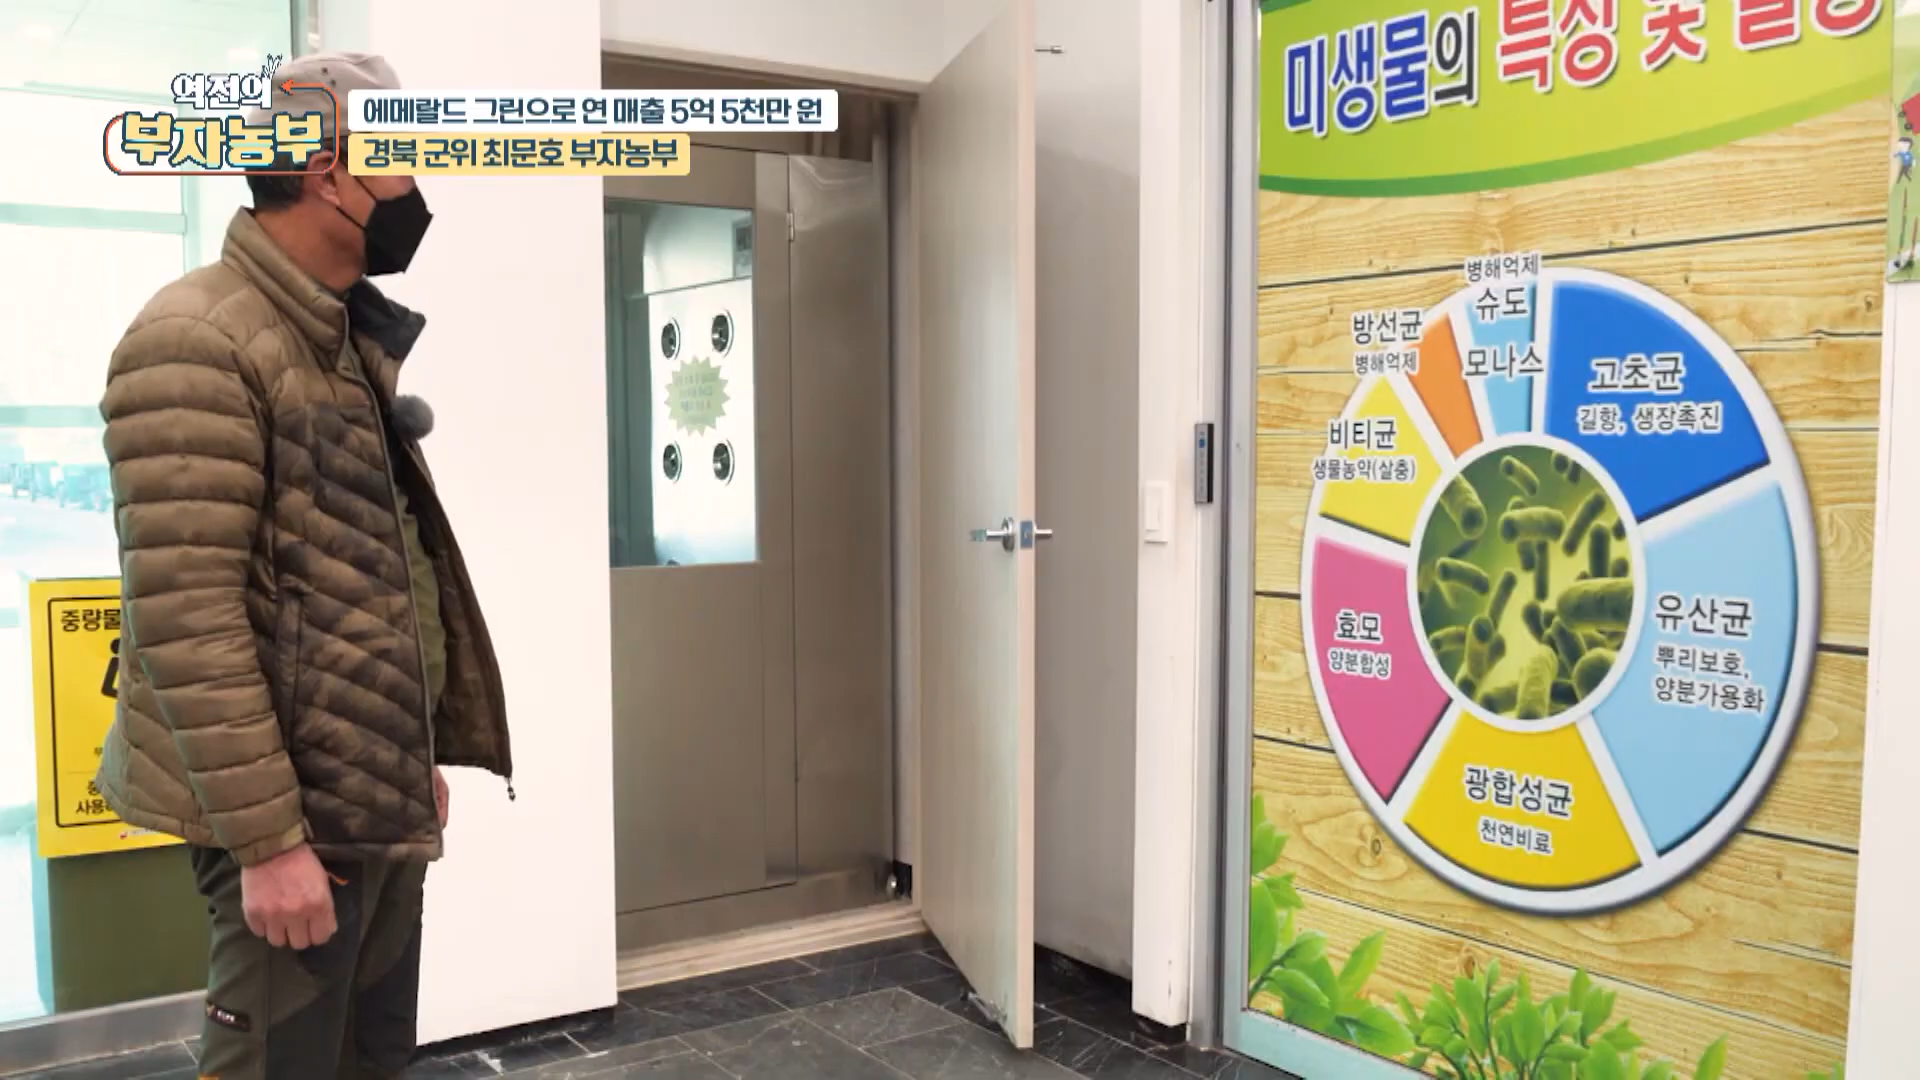 역전의
부자농부
에메랄드 그린으로 연 매출 5억 5천만 원
경북 군위 최문호 부자농부
미생물의 특징 및
병해억제
슈도
모나스
방선균
병해억제
고초균
길항, 생장촉진
비티균
생물농약(살충)
효모
양분합성
유산균
뿌리보호,
양분가용화
광합성균
천연비료
중량물
사용